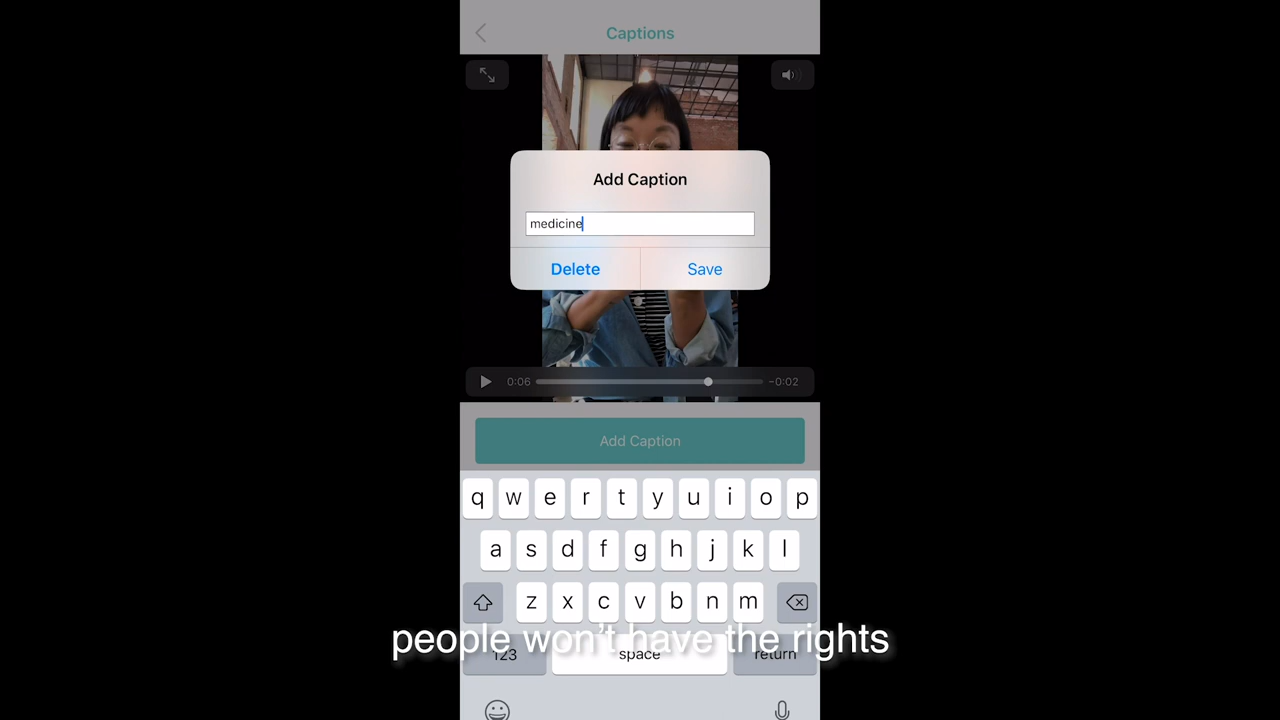 Captions
Add Caption
medicine
Delete Save
0:06 -0:02
Add Caption
q w e r t y u i o p
a s d f g h j k l
z x c v b n m
people won't have the rights
123 space return